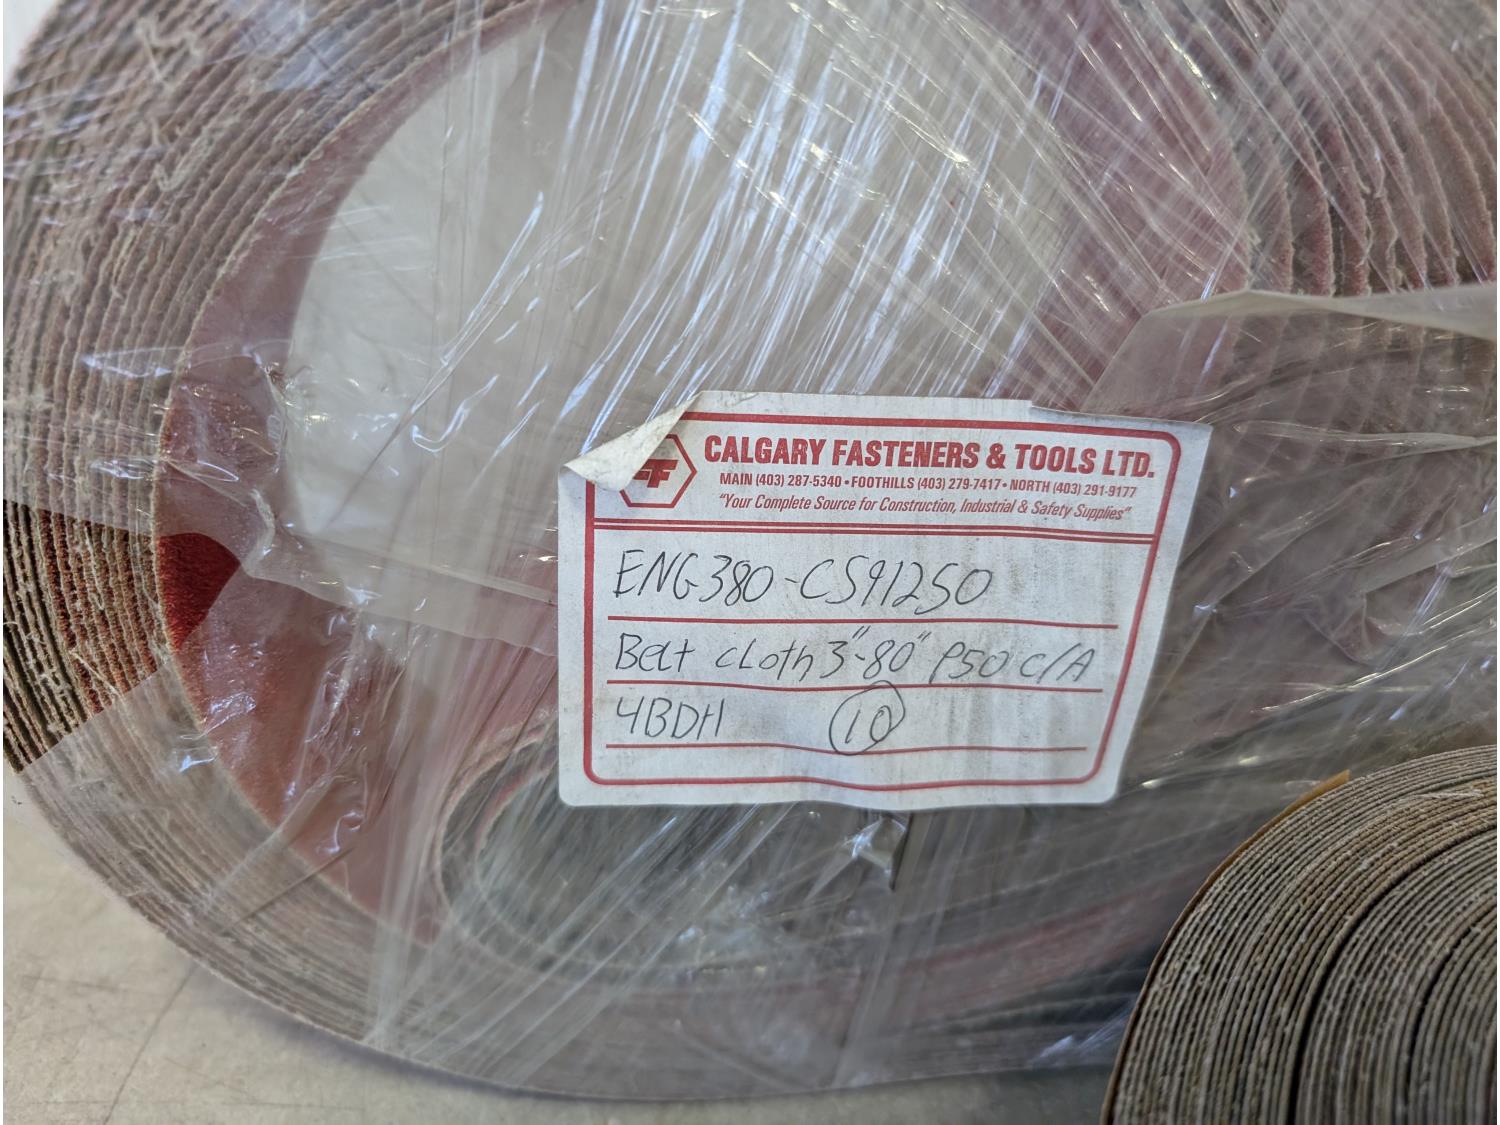 CALGARY FASTENERS & TOOLS LTD.
MAIN (403) 287-5340 • FOOTHILLS (403) 279-7417 • NORTH (403) 291-9177
"Your Complete Source for Construction, Industrial & Safety Supplies"
ENG380-CS91250
Belt cloth 3"-80" P50 C/A
4BDH 10